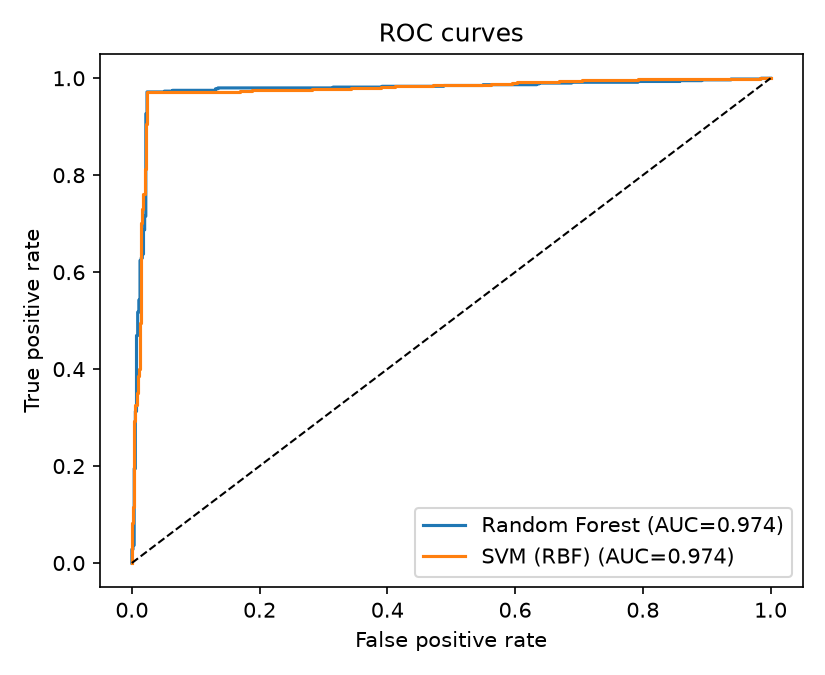 ROC curves
1.0
0.8
0.6
0.4
0.2
0.0
True positive rate
Random Forest (AUC=0.974)
SVM (RBF) (AUC=0.974)
0.0 0.2 0.4 0.6 0.8 1.0
False positive rate